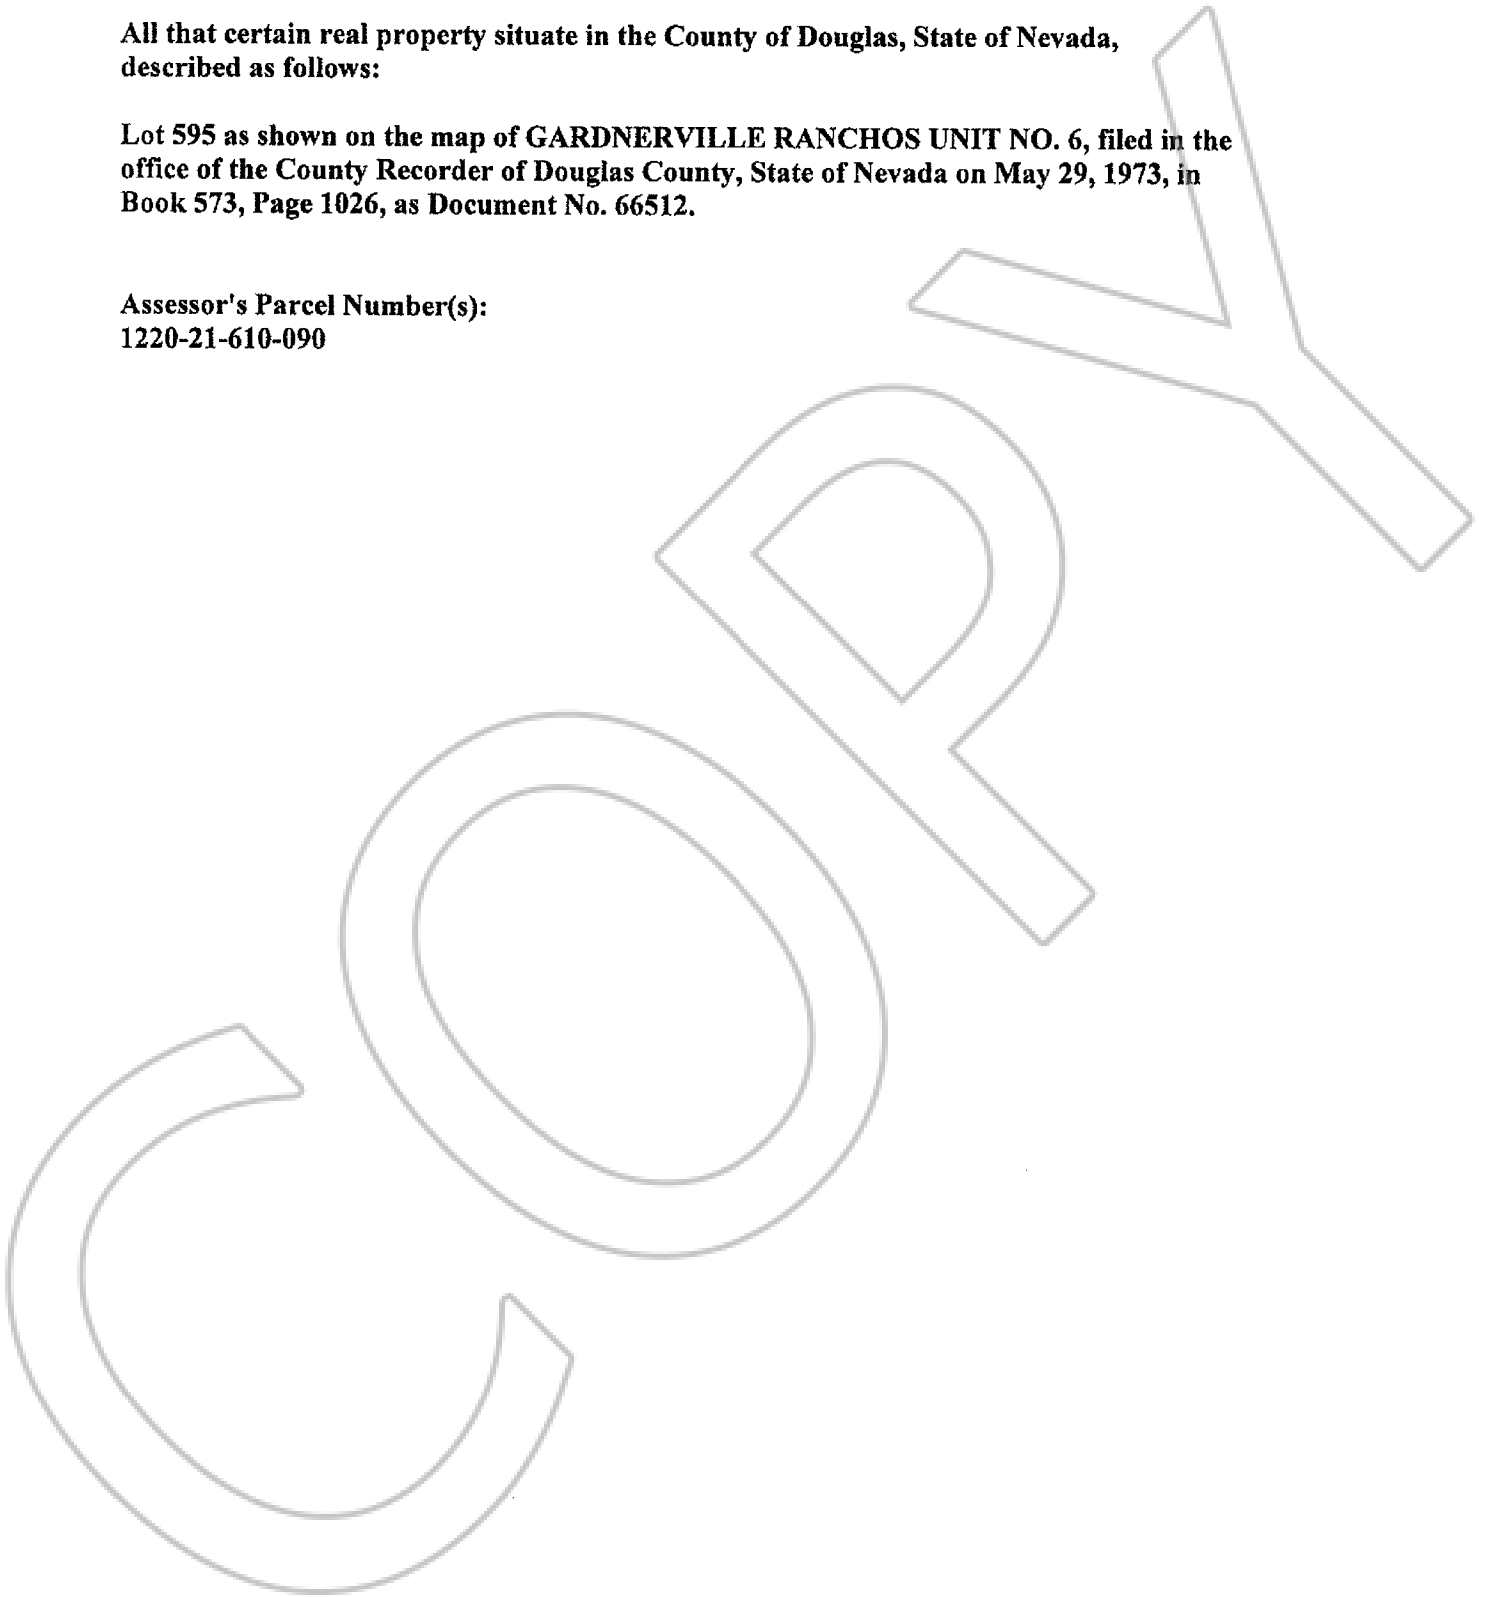 All that certain real property situate in the County of Douglas, State of Nevada,
described as follows:
Lot 595 as shown on the map of GARDNERVILLE RANCHOS UNIT NO. 6, filed in the
office of the County Recorder of Douglas County, State of Nevada on May 29, 1973, in
Book 573, Page 1026, as Document No. 66512.
Assessor's Parcel Number(s):
1220-21-610-090
COPY